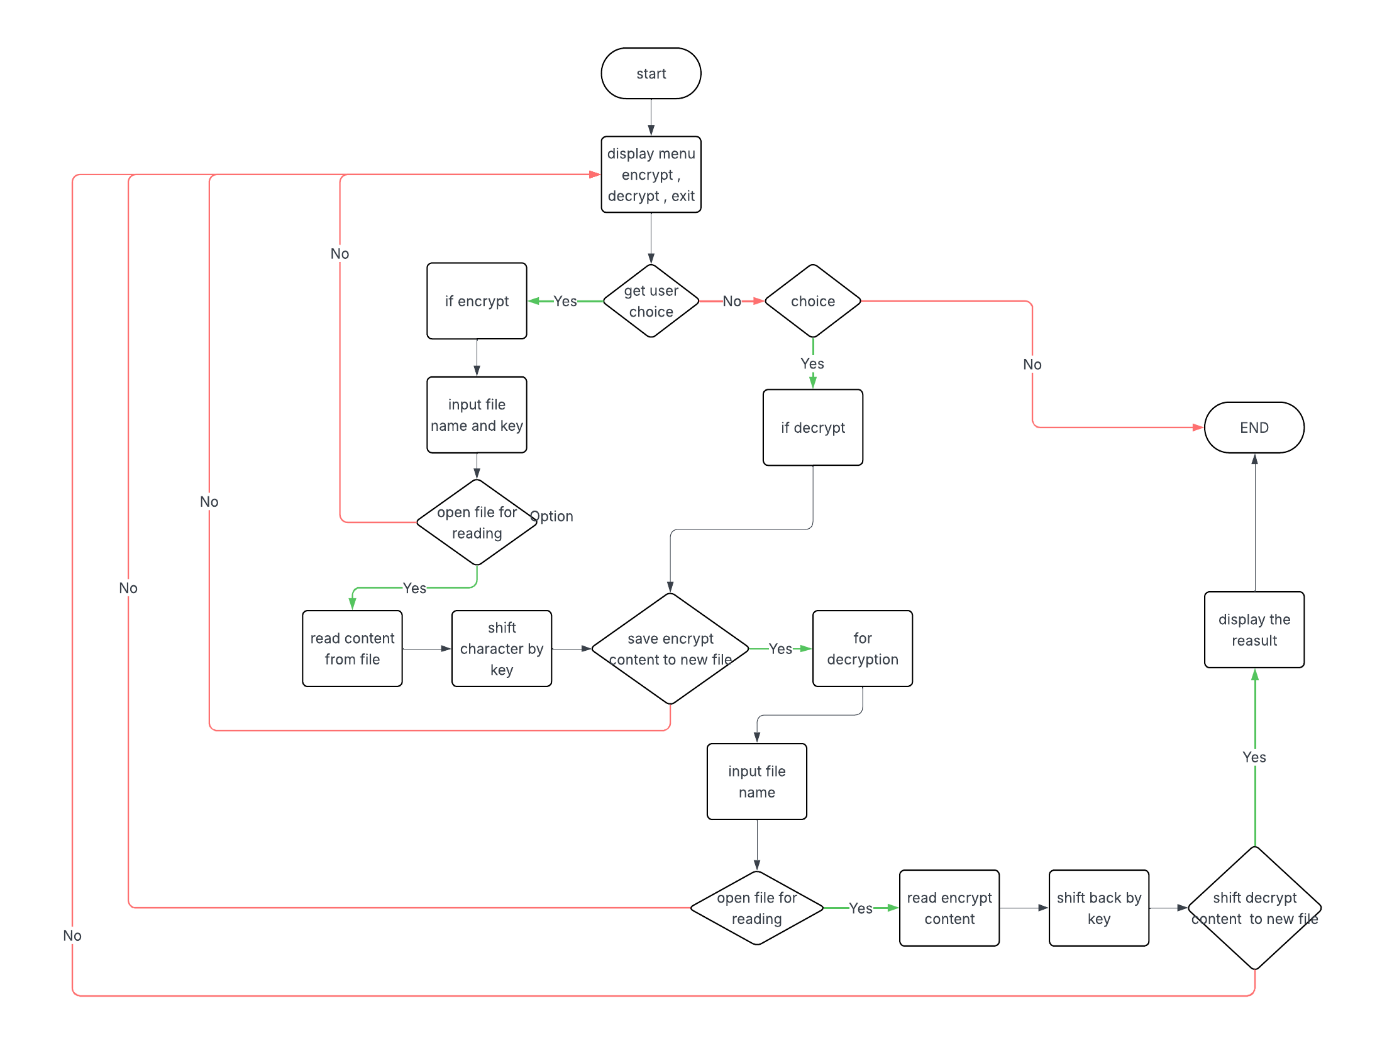 start
display menu
encrypt ,
decrypt , exit
No
if encrypt
Yes
get user
choice
No
choice
Yes
No
input file
name and key
if decrypt
END
No
open file for
reading
Option
Yes
No
read content
from file
shift
character by
key
save encrypt
content to new file
Yes
for
decryption
display the
reasult
input file
name
Yes
open file for
reading
Yes
read encrypt
content
shift back by
key
shift decrypt
content  to new file
No